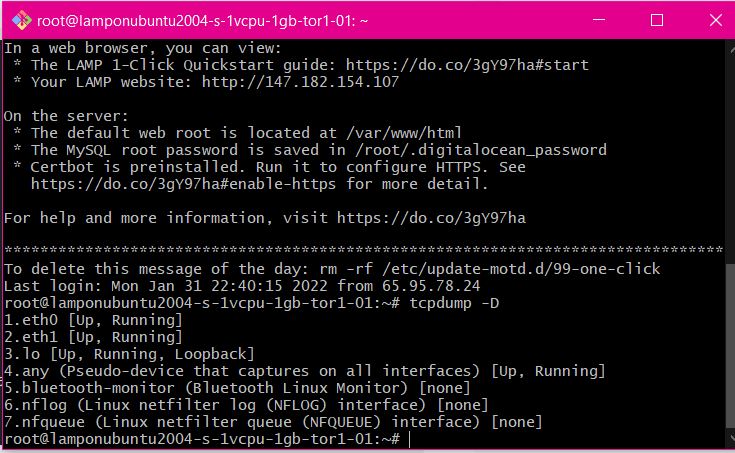 root@lamponubuntu2004-s-1vcpu-1gb-tor1-01: ~
In a web browser, you can view:
 * The LAMP 1-Click Quickstart guide: https://do.co/3gY97ha#start
 * Your LAMP website: http://147.182.154.107

On the server:
 * The default web root is located at /var/www/html
 * The MySQL root password is saved in /root/.digitalocean_password
 * Certbot is preinstalled. Run it to configure HTTPS. See
   https://do.co/3gY97ha#enable-https for more detail.

For help and more information, visit https://do.co/3gY97ha

********************************************************************************
To delete this message of the day: rm -rf /etc/update-motd.d/99-one-click
Last login: Mon Jan 31 22:40:15 2022 from 65.95.78.24
root@lamponubuntu2004-s-1vcpu-1gb-tor1-01:~# tcpdump -D
1.eth0 [Up, Running]
2.eth1 [Up, Running]
3.lo [Up, Running, Loopback]
4.any (Pseudo-device that captures on all interfaces) [Up, Running]
5.bluetooth-monitor (Bluetooth Linux Monitor) [none]
6.nflog (Linux netfilter log (NFLOG) interface) [none]
7.nfqueue (Linux netfilter queue (NFQUEUE) interface) [none]
root@lamponubuntu2004-s-1vcpu-1gb-tor1-01:~#